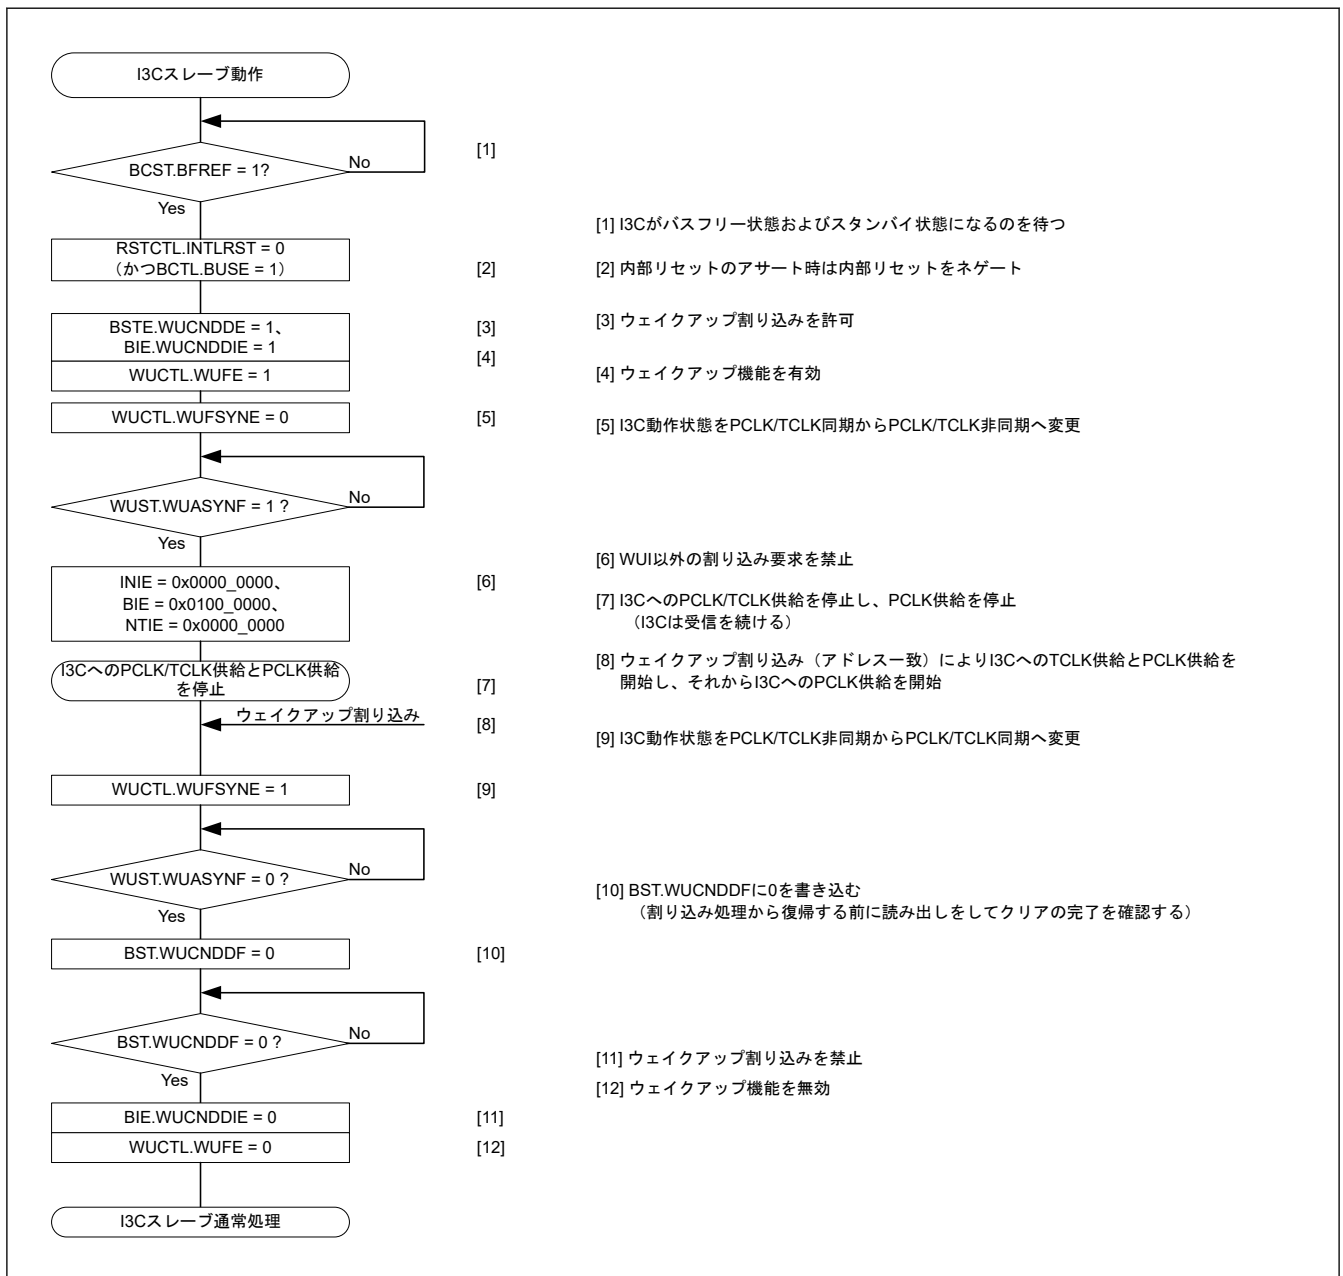 I3Cスレーブ動作
BCST.BFREF = 1?
No
[1]
Yes
[1] I3Cがバスフリー状態およびスタンバイ状態になるのを待つ
RSTCTL.INTLRST = 0
(かつBCTL.BUSE = 1)
[2]
[2] 内部リセットのアサート時は内部リセットをネゲート
BSTE.WUCNDDE = 1、
BIE.WUCNDDIE = 1
[3]
[3] ウェイクアップ割り込みを許可
[4]
WUCTL.WUFE = 1
[4] ウェイクアップ機能を有効
WUCTL.WUFSYNE = 0
[5]
[5] I3C動作状態をPCLK/TCLK同期からPCLK/TCLK非同期へ変更
WUST.WUASYNF = 1 ?
No
Yes
[6] WUI以外の割り込み要求を禁止
INIE = 0x0000_0000、
BIE = 0x0100_0000、
NTIE = 0x0000_0000
[6]
[7] I3CへのPCLK/TCLK供給を停止し、PCLK供給を停止
(I3Cは受信を続ける)
I3CへのPCLK/TCLK供給とPCLK供給
を停止
[7]
[8] ウェイクアップ割り込み(アドレス一致)によりI3CへのTCLK供給とPCLK供給を
開始し、それからI3CへのPCLK供給を開始
ウェイクアップ割り込み
[8]
[9] I3C動作状態をPCLK/TCLK非同期からPCLK/TCLK同期へ変更
WUCTL.WUFSYNE = 1
[9]
WUST.WUASYNF = 0 ?
No
Yes
[10] BST.WUCNDDFに0を書き込む
(割り込み処理から復帰する前に読み出しをしてクリアの完了を確認する)
BST.WUCNDDF = 0
[10]
BST.WUCNDDF = 0 ?
No
Yes
[11] ウェイクアップ割り込みを禁止
[12] ウェイクアップ機能を無効
BIE.WUCNDDIE = 0
[11]
WUCTL.WUFE = 0
[12]
I3Cスレーブ通常処理